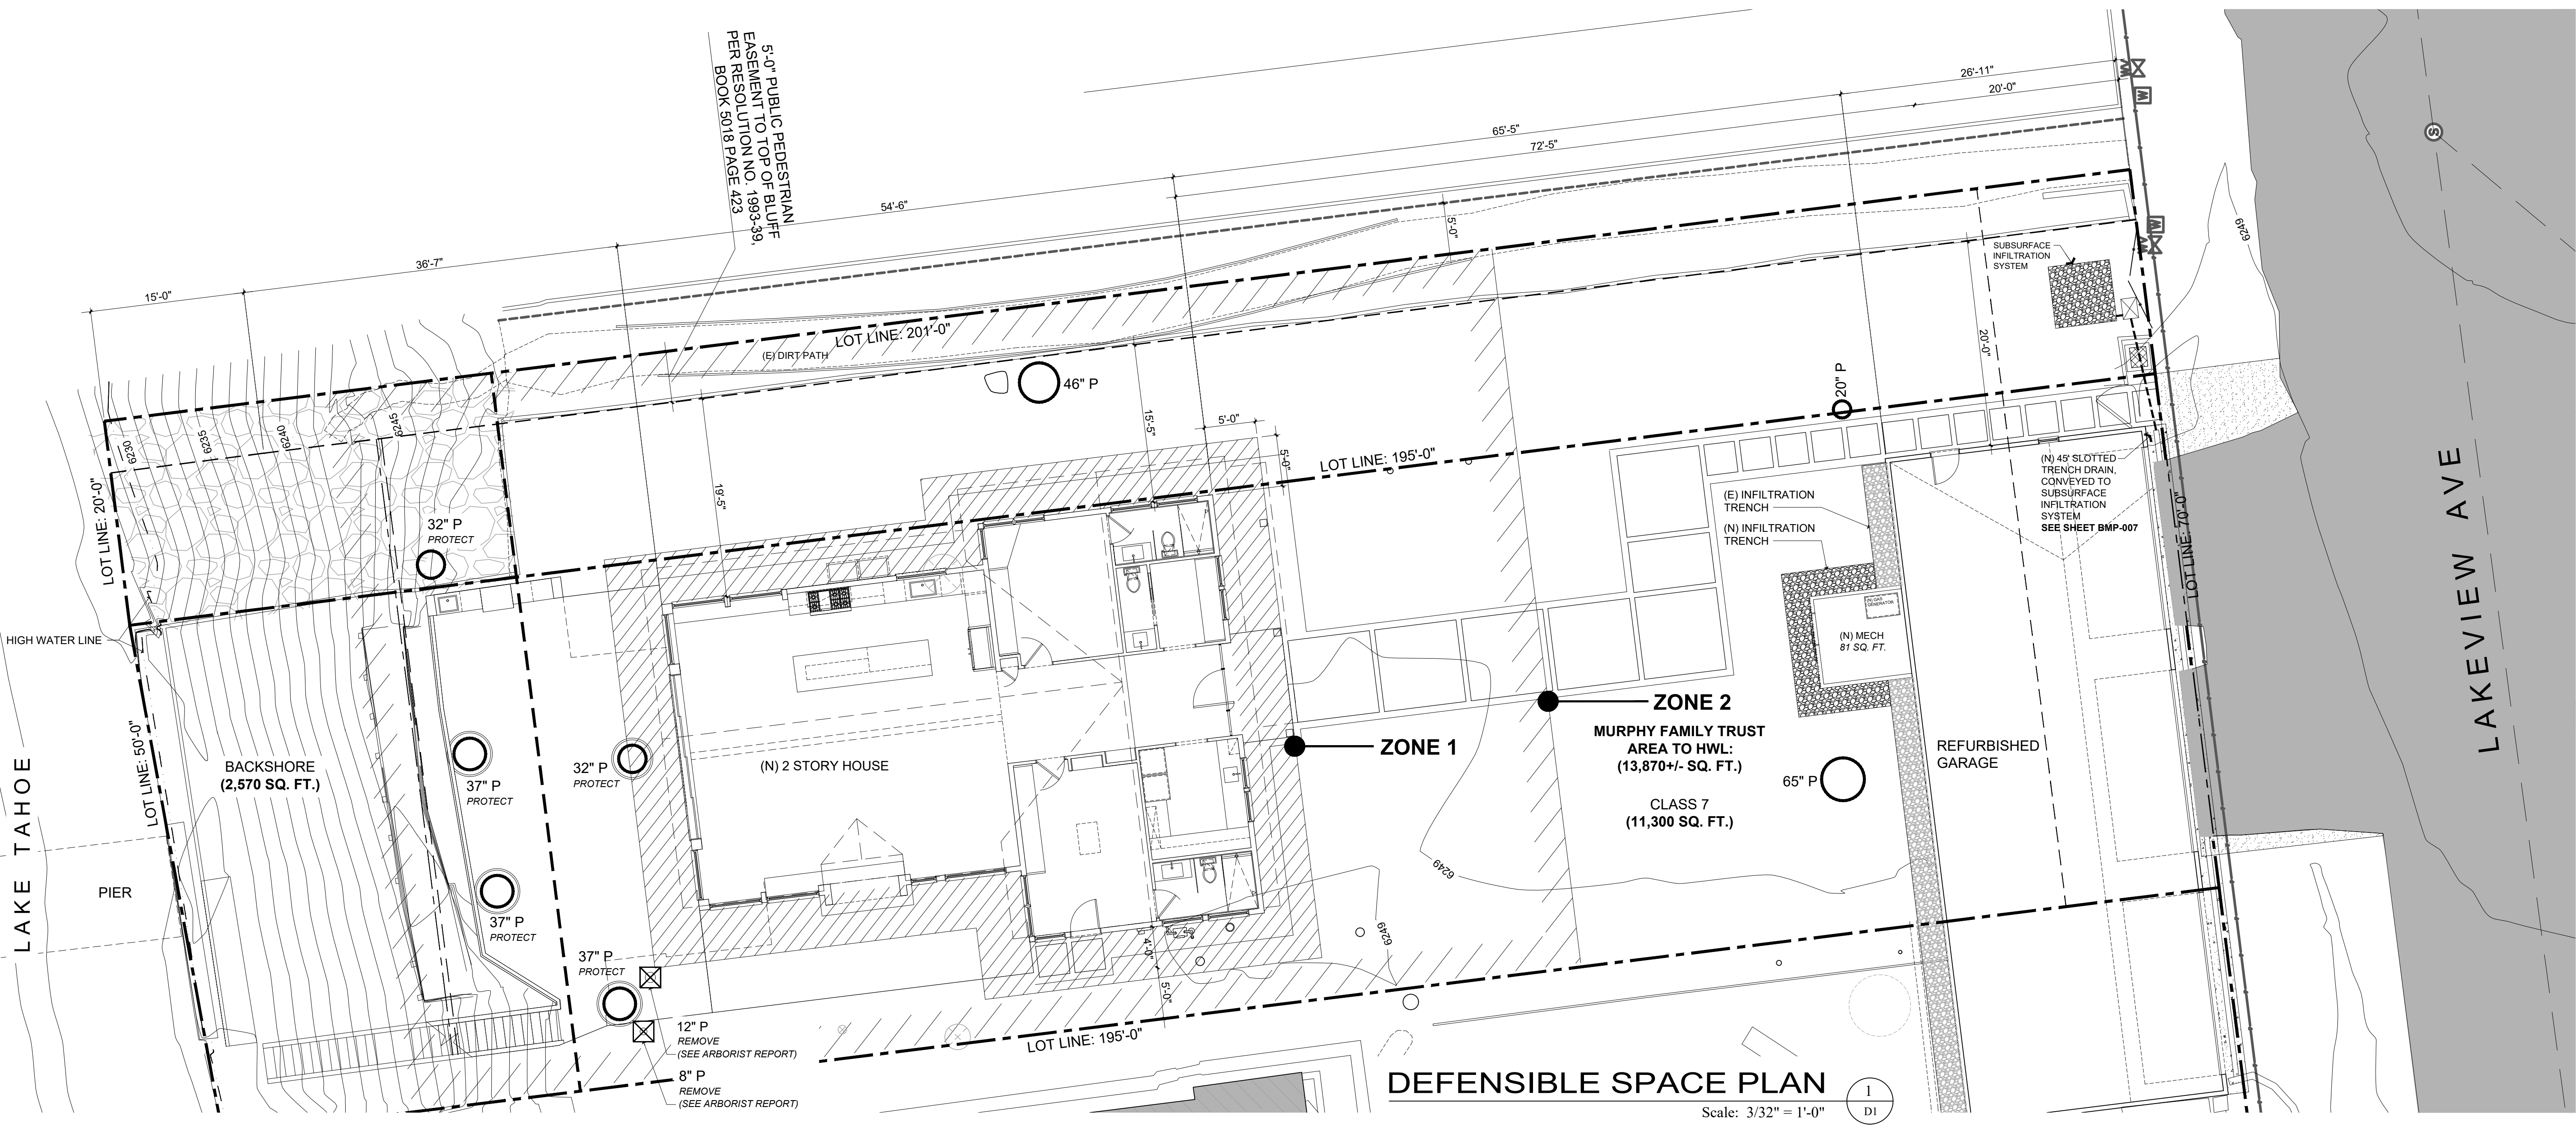 5'-0" PUBLIC PEDESTRIAN
EASEMENT TO TOP OF BLUFF
PER RESOLUTION NO. 1993-39,
BOOK 5018 PAGE 423
26'-11"
20'-0"
65'-5"
72'-5"
54'-6"
36'-7"
15'-0"
W
W
S
W
W
6249
5'-0"
SUBSURFACE
INFILTRATION
SYSTEM
LOT LINE: 201'-0"
(E) DIRT PATH
20'-0"
46" P
20" P
15'-5"
5'-0"
5'-0"
19'-5"
LOT LINE: 195'-0"
6230
6235
6240
6245
LOT LINE: 20'-0"
32" P
PROTECT
(N) 45' SLOTTED
TRENCH DRAIN,
CONVEYED TO
SUBSURFACE
INFILTRATION
SYSTEM
SEE SHEET BMP-007
(E) INFILTRATION
TRENCH
(N) INFILTRATION
TRENCH
LOT LINE: 70'-0"
LAKEVIEW AVE
(N) GAS
GENERATOR
(N) MECH
81 SQ. FT.
HIGH WATER LINE
LOT LINE: 50'-0"
LAKE TAHOE
BACKSHORE
(2,570 SQ. FT.)
37" P
PROTECT
32" P
PROTECT
(N) 2 STORY HOUSE
ZONE 1
ZONE 2
MURPHY FAMILY TRUST
AREA TO HWL:
(13,870+/- SQ. FT.)
CLASS 7
(11,300 SQ. FT.)
65" P
REFURBISHED
GARAGE
6249
6249
PIER
37" P
PROTECT
37" P
PROTECT
4'-0"
5'-0"
12" P
REMOVE
(SEE ARBORIST REPORT)
8" P
REMOVE
(SEE ARBORIST REPORT)
LOT LINE: 195'-0"
DEFENSIBLE SPACE PLAN
Scale: 3/32" = 1'-0"
1
D1